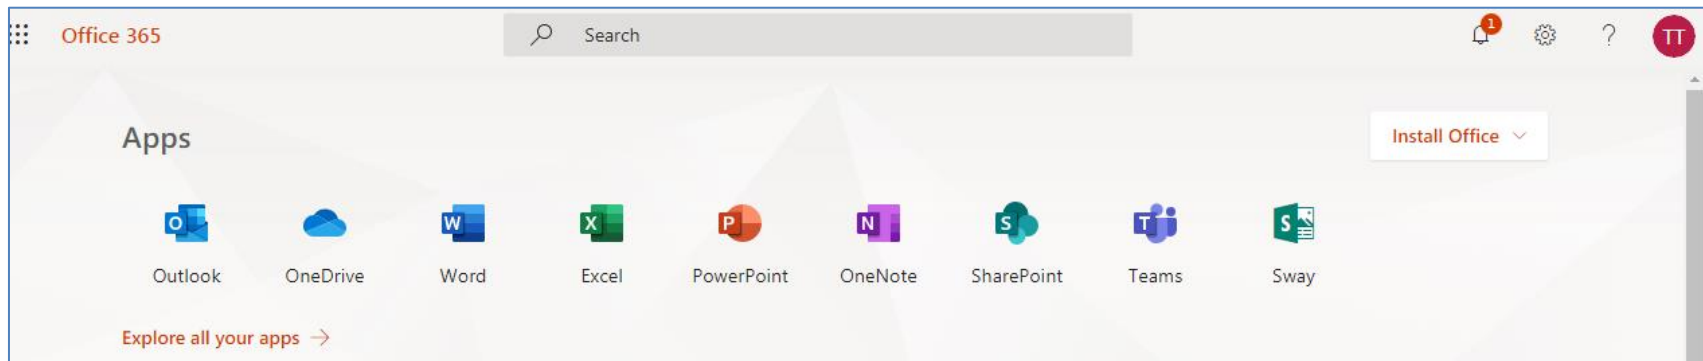 Office 365 Search 1 ? TT
Apps Install Office
O W X P N S T S
Outlook OneDrive Word Excel PowerPoint OneNote SharePoint Teams Sway
Explore all your apps →